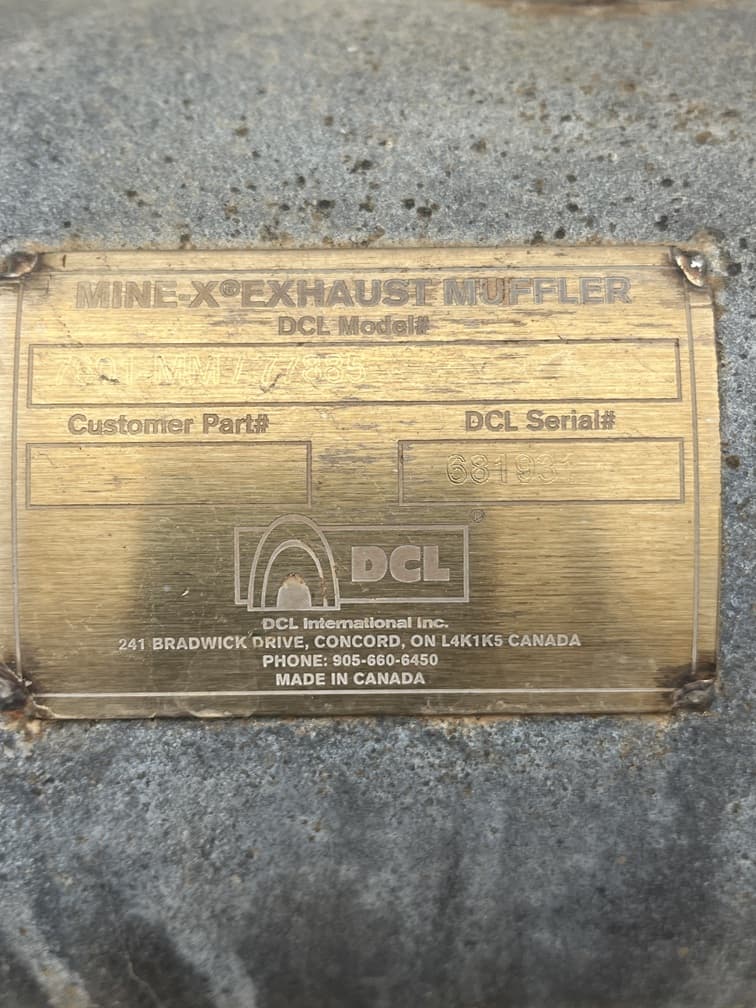 MINE-X®EXHAUST MUFFLER
DCL Model#
Customer Part# DCL Serial#
681931
®
DCL
DCL International Inc.
241 BRADWICK DRIVE, CONCORD, ON L4K1K5 CANADA
PHONE: 905-660-6450
MADE IN CANADA